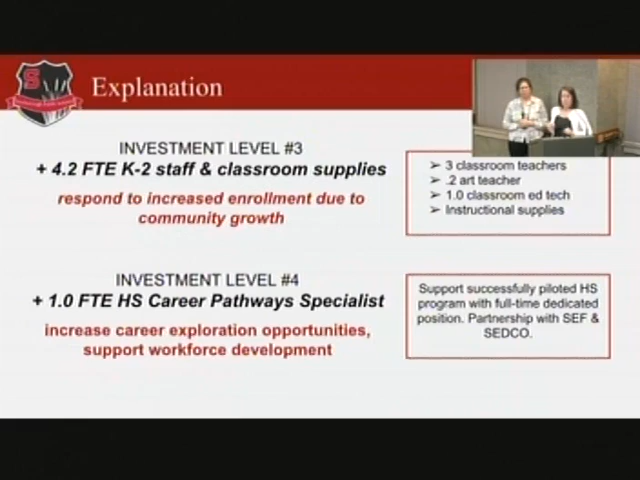 S
Explanation
INVESTMENT LEVEL #3
+ 4.2 FTE K-2 staff & classroom supplies
respond to increased enrollment due to
community growth
➢ 3 classroom teachers
➢ .2 art teacher
➢ 1.0 classroom ed tech
➢ Instructional supplies
INVESTMENT LEVEL #4
+ 1.0 FTE HS Career Pathways Specialist
increase career exploration opportunities,
support workforce development
Support successfully piloted HS
program with full-time dedicated
position. Partnership with SEF &
SEDCO.